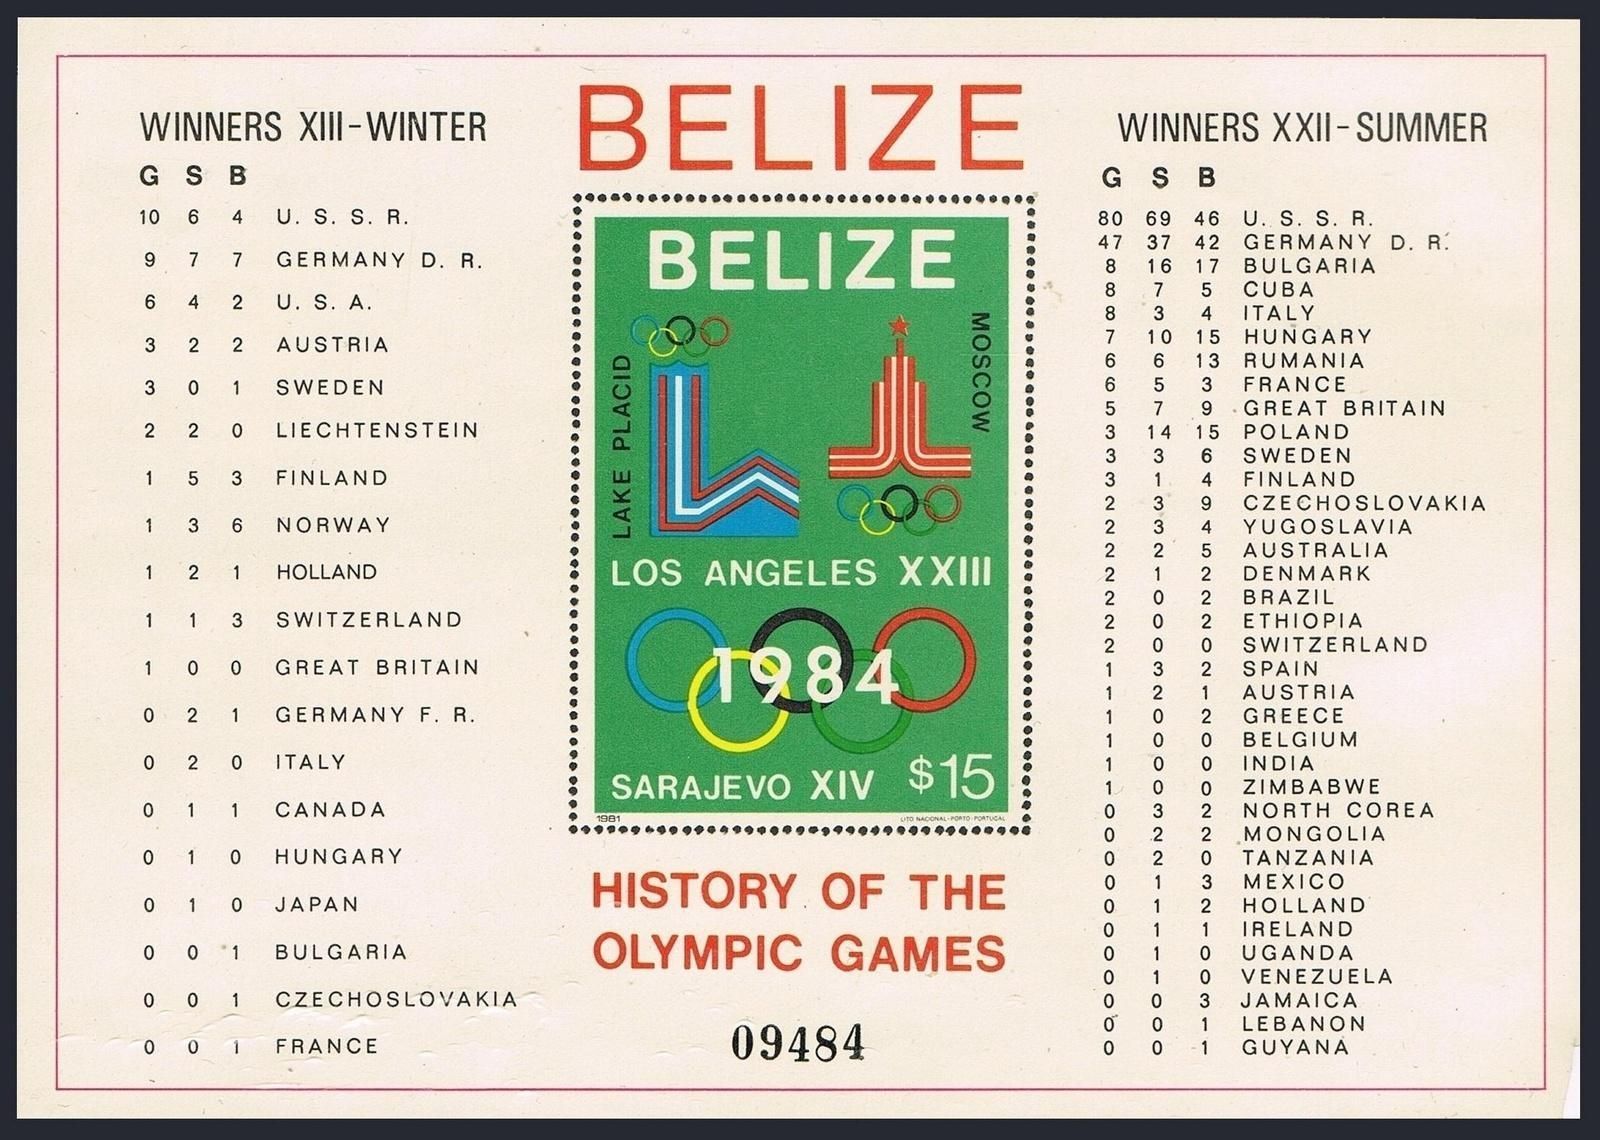 BELIZE
WINNERS XIII-WINTER
G S B
10 6 4 U. S. S. R.
9 7 7 GERMANY D. R.
6 4 2 U. S. A.
3 2 2 AUSTRIA
3 0 1 SWEDEN
2 2 0 LIECHTENSTEIN
1 5 3 FINLAND
1 3 6 NORWAY
1 2 1 HOLLAND
1 1 3 SWITZERLAND
1 0 0 GREAT BRITAIN
0 2 1 GERMANY F. R.
0 2 0 ITALY
0 1 1 CANADA
0 1 0 HUNGARY
0 1 0 JAPAN
0 0 1 BULGARIA
0 0 1 CZECHOSLOVAKIA
0 0 1 FRANCE
BELIZE
LAKE PLACID
MOSCOW
LOS ANGELES XXIII
1984
SARAJEVO XIV $15
1981 LITO NACIONAL-PORTO-PORTUGAL
HISTORY OF THE
OLYMPIC GAMES
09484
WINNERS XXII-SUMMER
G S B
80 69 46 U. S. S. R.
47 37 42 GERMANY D. R.
8 16 17 BULGARIA
8 7 5 CUBA
8 3 4 ITALY
7 10 15 HUNGARY
6 6 13 RUMANIA
6 5 3 FRANCE
5 7 9 GREAT BRITAIN
3 14 15 POLAND
3 3 6 SWEDEN
3 1 4 FINLAND
2 3 9 CZECHOSLOVAKIA
2 3 4 YUGOSLAVIA
2 2 5 AUSTRALIA
2 1 2 DENMARK
2 0 2 BRAZIL
2 0 2 ETHIOPIA
2 0 0 SWITZERLAND
1 3 2 SPAIN
1 2 1 AUSTRIA
1 0 2 GREECE
1 0 0 BELGIUM
1 0 0 INDIA
1 0 0 ZIMBABWE
0 3 2 NORTH COREA
0 2 2 MONGOLIA
0 2 0 TANZANIA
0 1 3 MEXICO
0 1 2 HOLLAND
0 1 1 IRELAND
0 1 0 UGANDA
0 1 0 VENEZUELA
0 0 3 JAMAICA
0 0 1 LEBANON
0 0 1 GUYANA